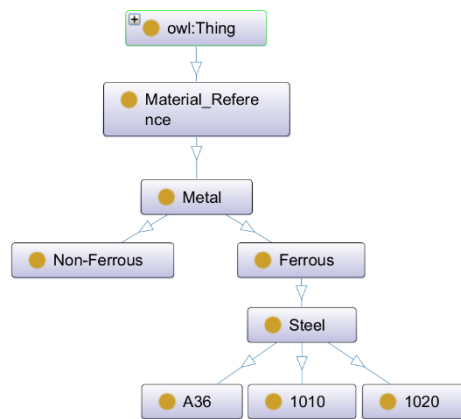 owl:Thing
Material_Refere
nce
Metal
Non-Ferrous
Ferrous
Steel
A36
1010
1020